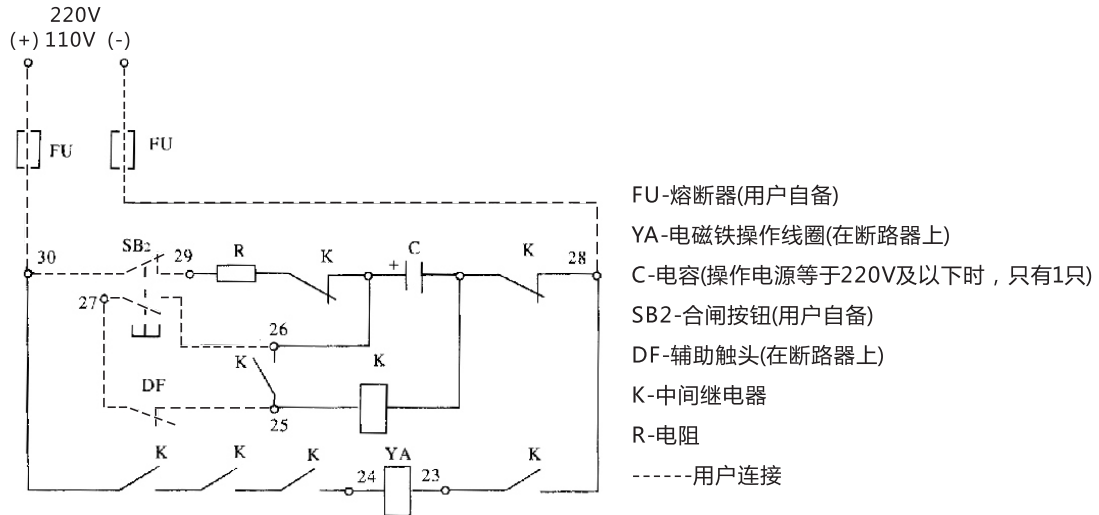 220V
(+) 110V (-)
FU
FU
FU-熔断器(用户自备)
YA-电磁铁操作线圈(在断路器上)
C-电容(操作电源等于220V及以下时，只有1只)
SB2-合闸按钮(用户自备)
DF-辅助触头(在断路器上)
K-中间继电器
R-电阻
------用户连接
30
SB2
29
R
K
+
C
K
28
27
26
K
K
DF
25
K
K
K
24
YA
23
K